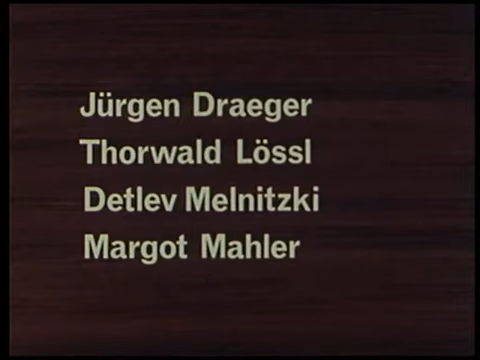 Jürgen Draeger
Thorwald Lössl
Detlev Melnitzki
Margot Mahler